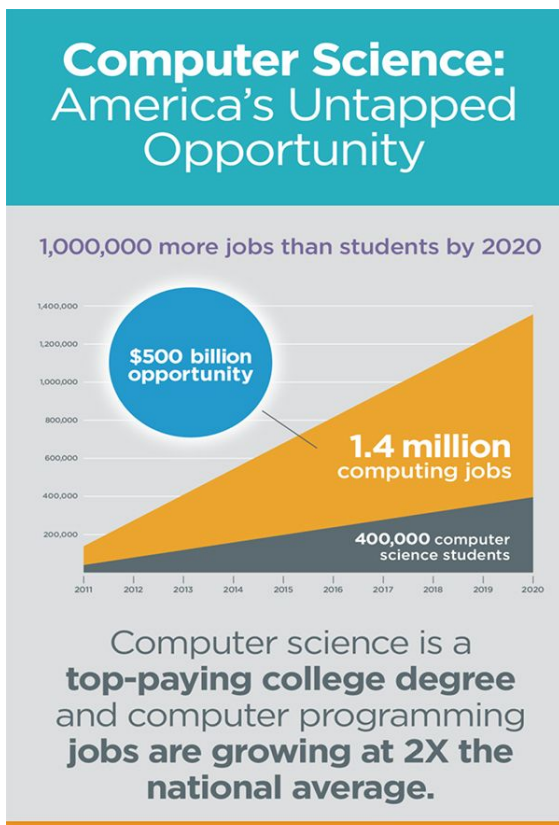 Computer Science:
America's Untapped
Opportunity
1,000,000 more jobs than students by 2020
1,400,000
1,200,000
1,000,000
800,000
600,000
400,000
200,000
$500 billion
opportunity
1.4 million
computing jobs
400,000 computer
science students
2011 2012 2013 2014 2015 2016 2017 2018 2019 2020
Computer science is a
top-paying college degree
and computer programming
jobs are growing at 2X the
national average.